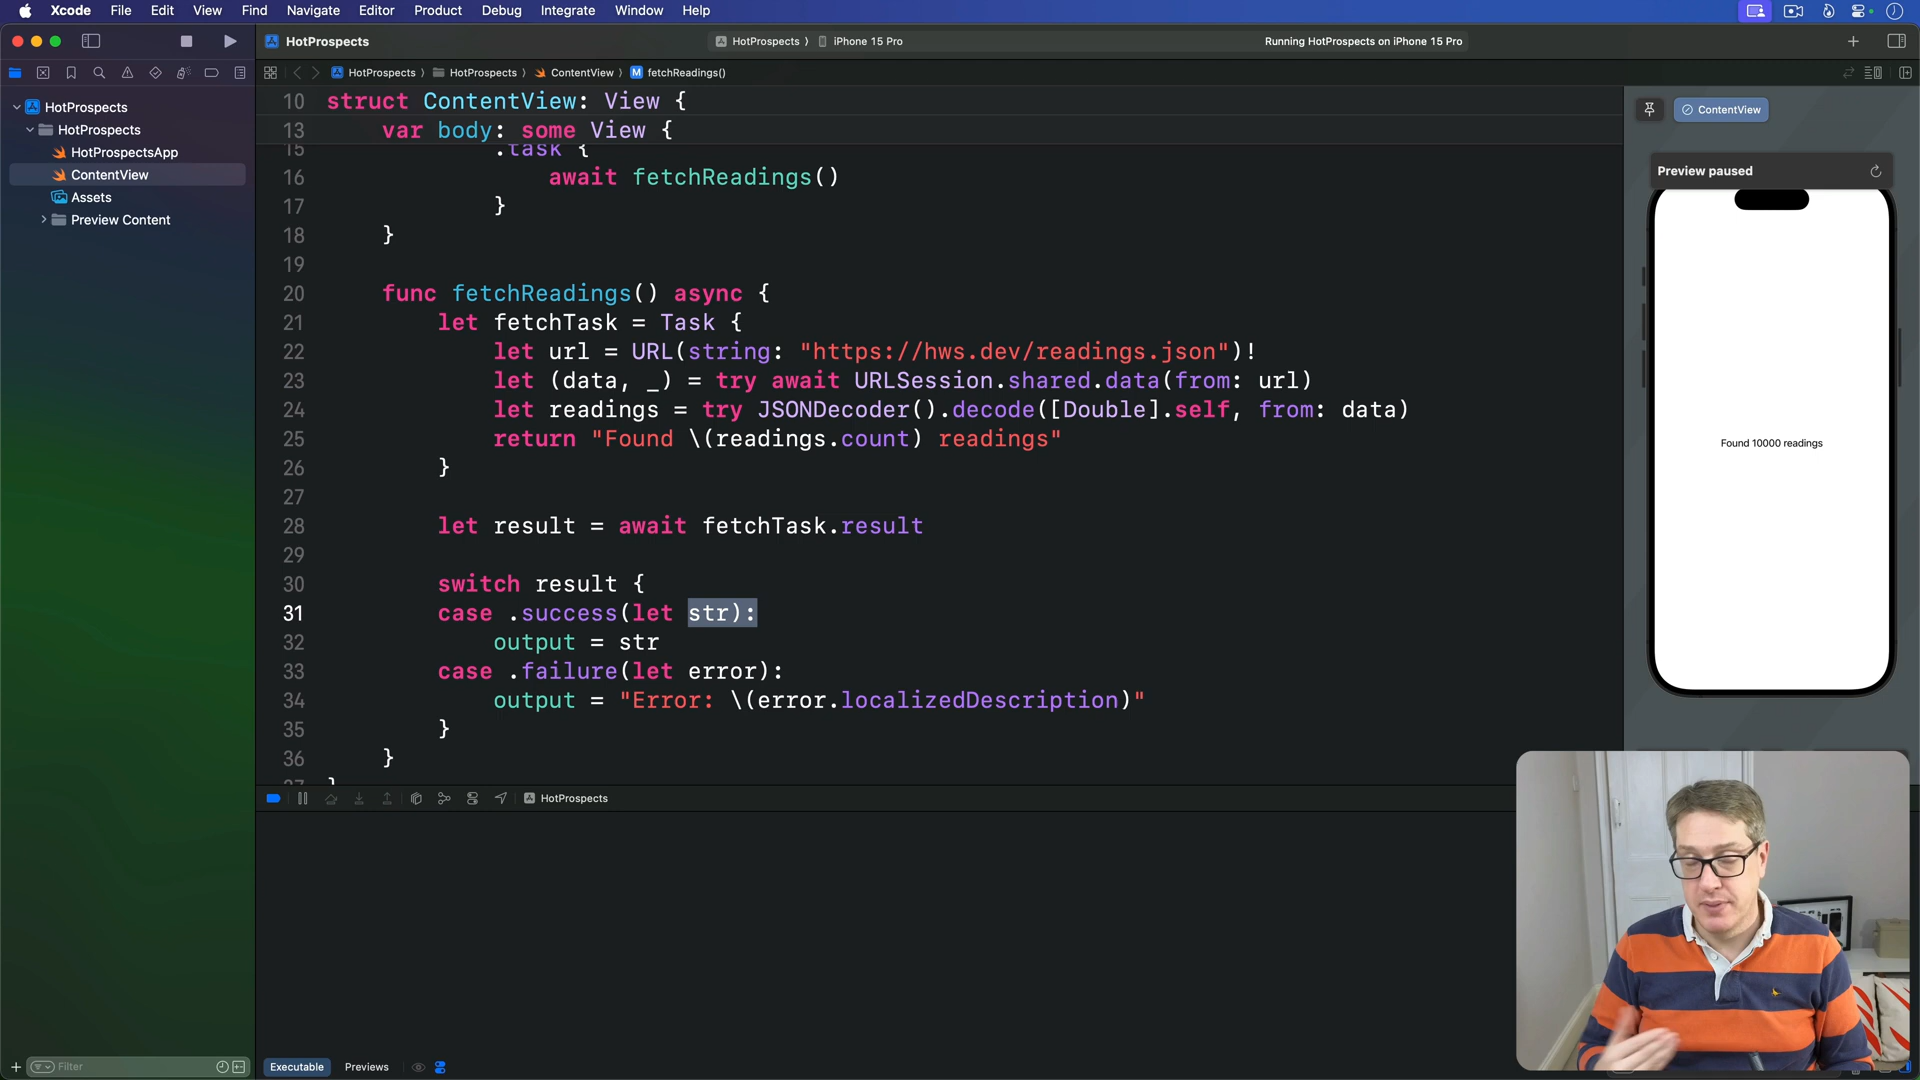 Xcode File Edit View Find Navigate Editor Product Debug Integrate Window Help
HotProspects
HotProspects iPhone 15 Pro
Running HotProspects on iPhone 15 Pro
HotProspects HotProspects ContentView M fetchReadings()
HotProspects
HotProspects
HotProspectsApp
ContentView
Assets
Preview Content
10 struct ContentView: View {
13 var body: some View {
15 .task {
16 await fetchReadings()
17 }
18 }
19
20 func fetchReadings() async {
21 let fetchTask = Task {
22 let url = URL(string: "https://hws.dev/readings.json")!
23 let (data, _) = try await URLSession.shared.data(from: url)
24 let readings = try JSONDecoder().decode([Double].self, from: data)
25 return "Found \(readings.count) readings"
26 }
27
28 let result = await fetchTask.result
29
30 switch result {
31 case .success(let str):
32 output = str
33 case .failure(let error):
34 output = "Error: \(error.localizedDescription)"
35 }
36 }
37 }
ContentView
Preview paused
Found 10000 readings
HotProspects
Filter
Executable Previews